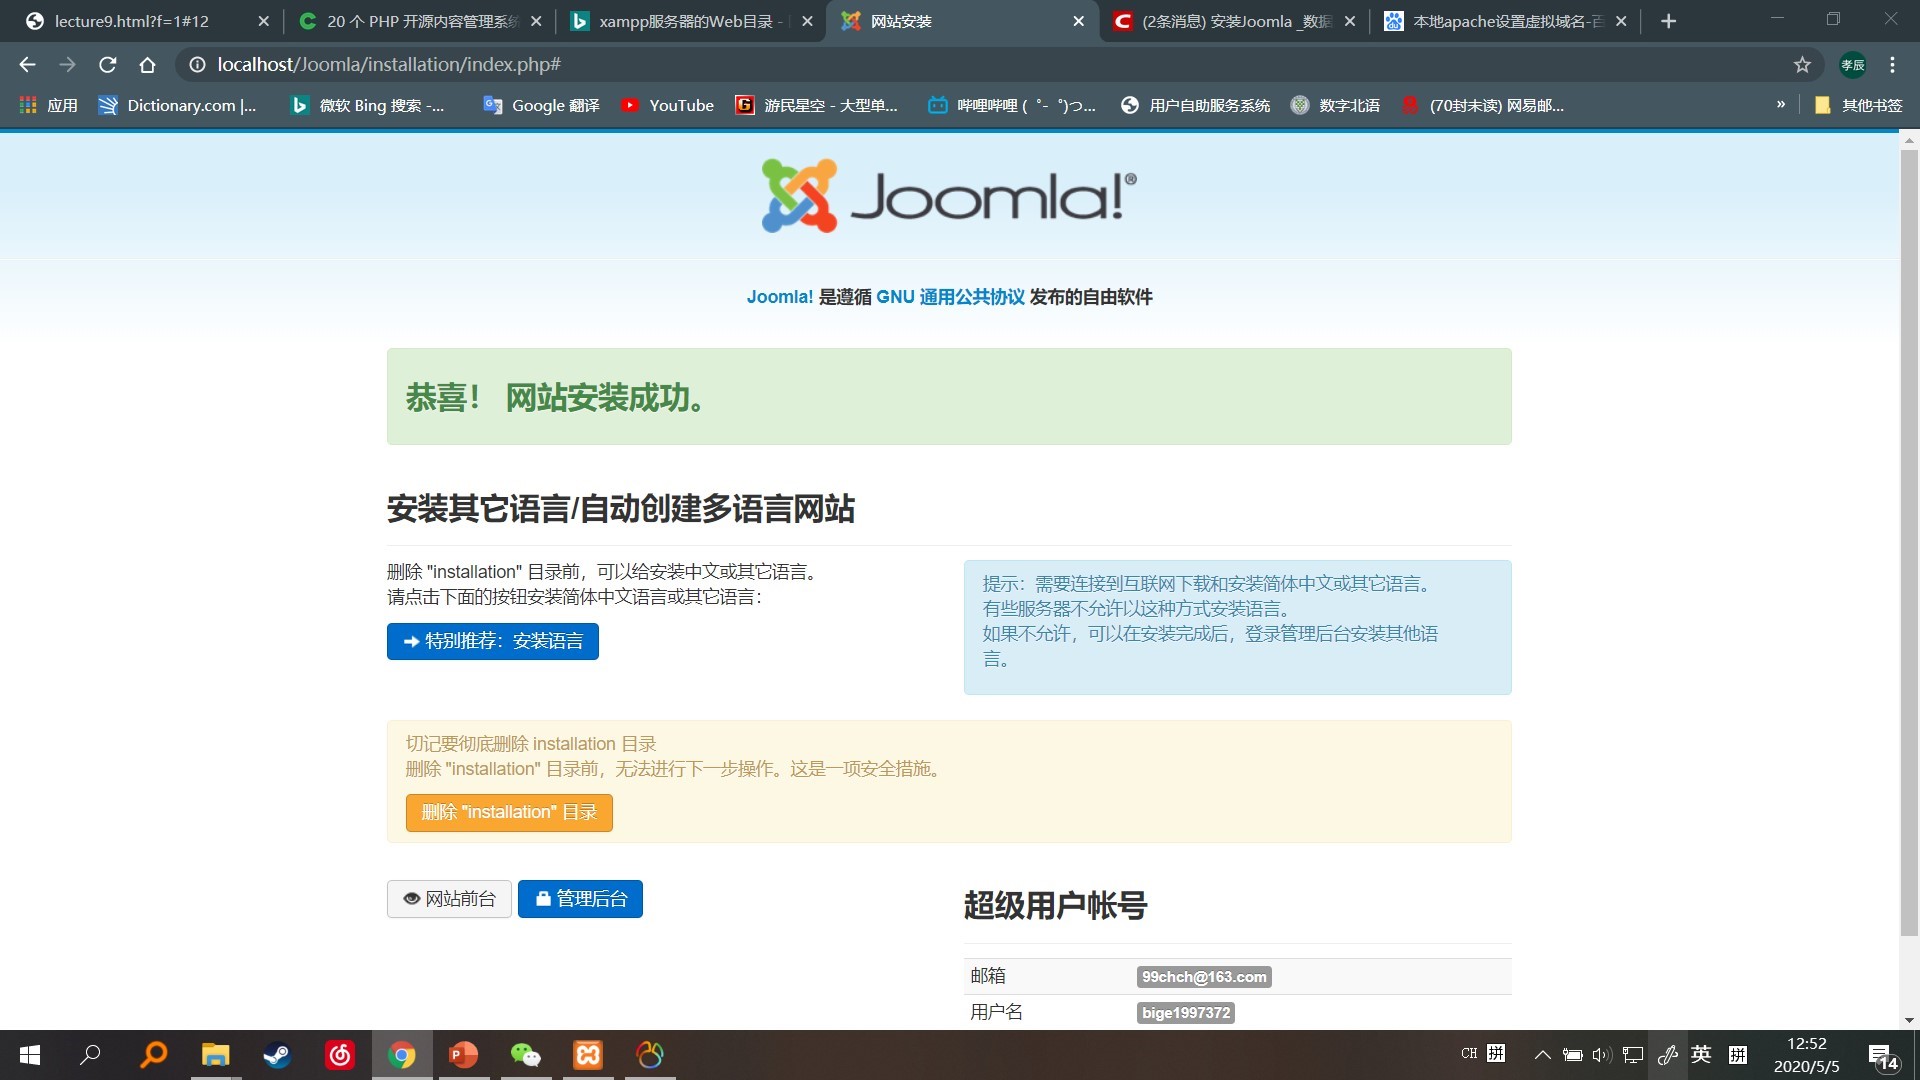 lecture9.html?f=1#12
20 个 PHP 开源内容管理系统
xampp服务器的Web目录 -
网站安装
(2条消息) 安装Joomla _数据
本地apache设置虚拟域名-百
localhost/Joomla/installation/index.php#
孝辰
应用
Dictionary.com |...
微软 Bing 搜索 -...
Google 翻译
YouTube
游民星空 - 大型单...
哔哩哔哩 ( ゜- ゜)つ...
用户自助服务系统
数字北语
(70封未读) 网易邮...
»
其他书签
Joomla!®
Joomla! 是遵循 GNU 通用公共协议 发布的自由软件
恭喜！ 网站安装成功。
安装其它语言/自动创建多语言网站
删除 "installation" 目录前，可以给安装中文或其它语言。
请点击下面的按钮安装简体中文语言或其它语言：
特别推荐：安装语言
提示：需要连接到互联网下载和安装简体中文或其它语言。
有些服务器不允许以这种方式安装语言。
如果不允许，可以在安装完成后，登录管理后台安装其他语
言。
切记要彻底删除 installation 目录
删除 "installation" 目录前，无法进行下一步操作。这是一项安全措施。
删除 "installation" 目录
网站前台
管理后台
超级用户帐号
邮箱
99chch@163.com
用户名
bige1997372
CH
拼
英
拼
12:52
2020/5/5
14